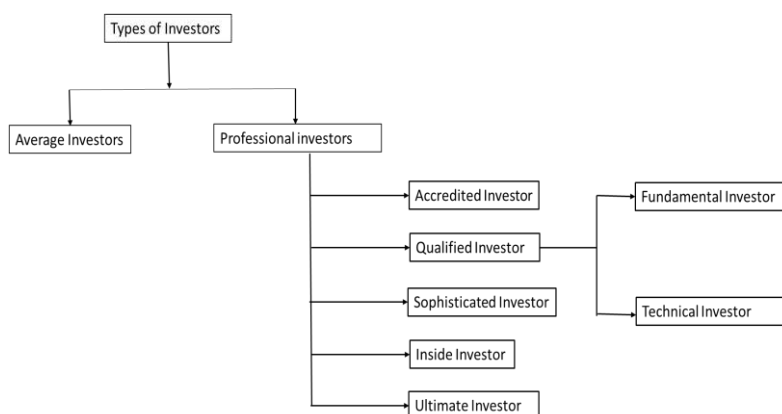 Types of Investors
Average Investors
Professional investors
Accredited Investor
Fundamental Investor
Qualified Investor
Sophisticated Investor
Technical Investor
Inside Investor
Ultimate Investor